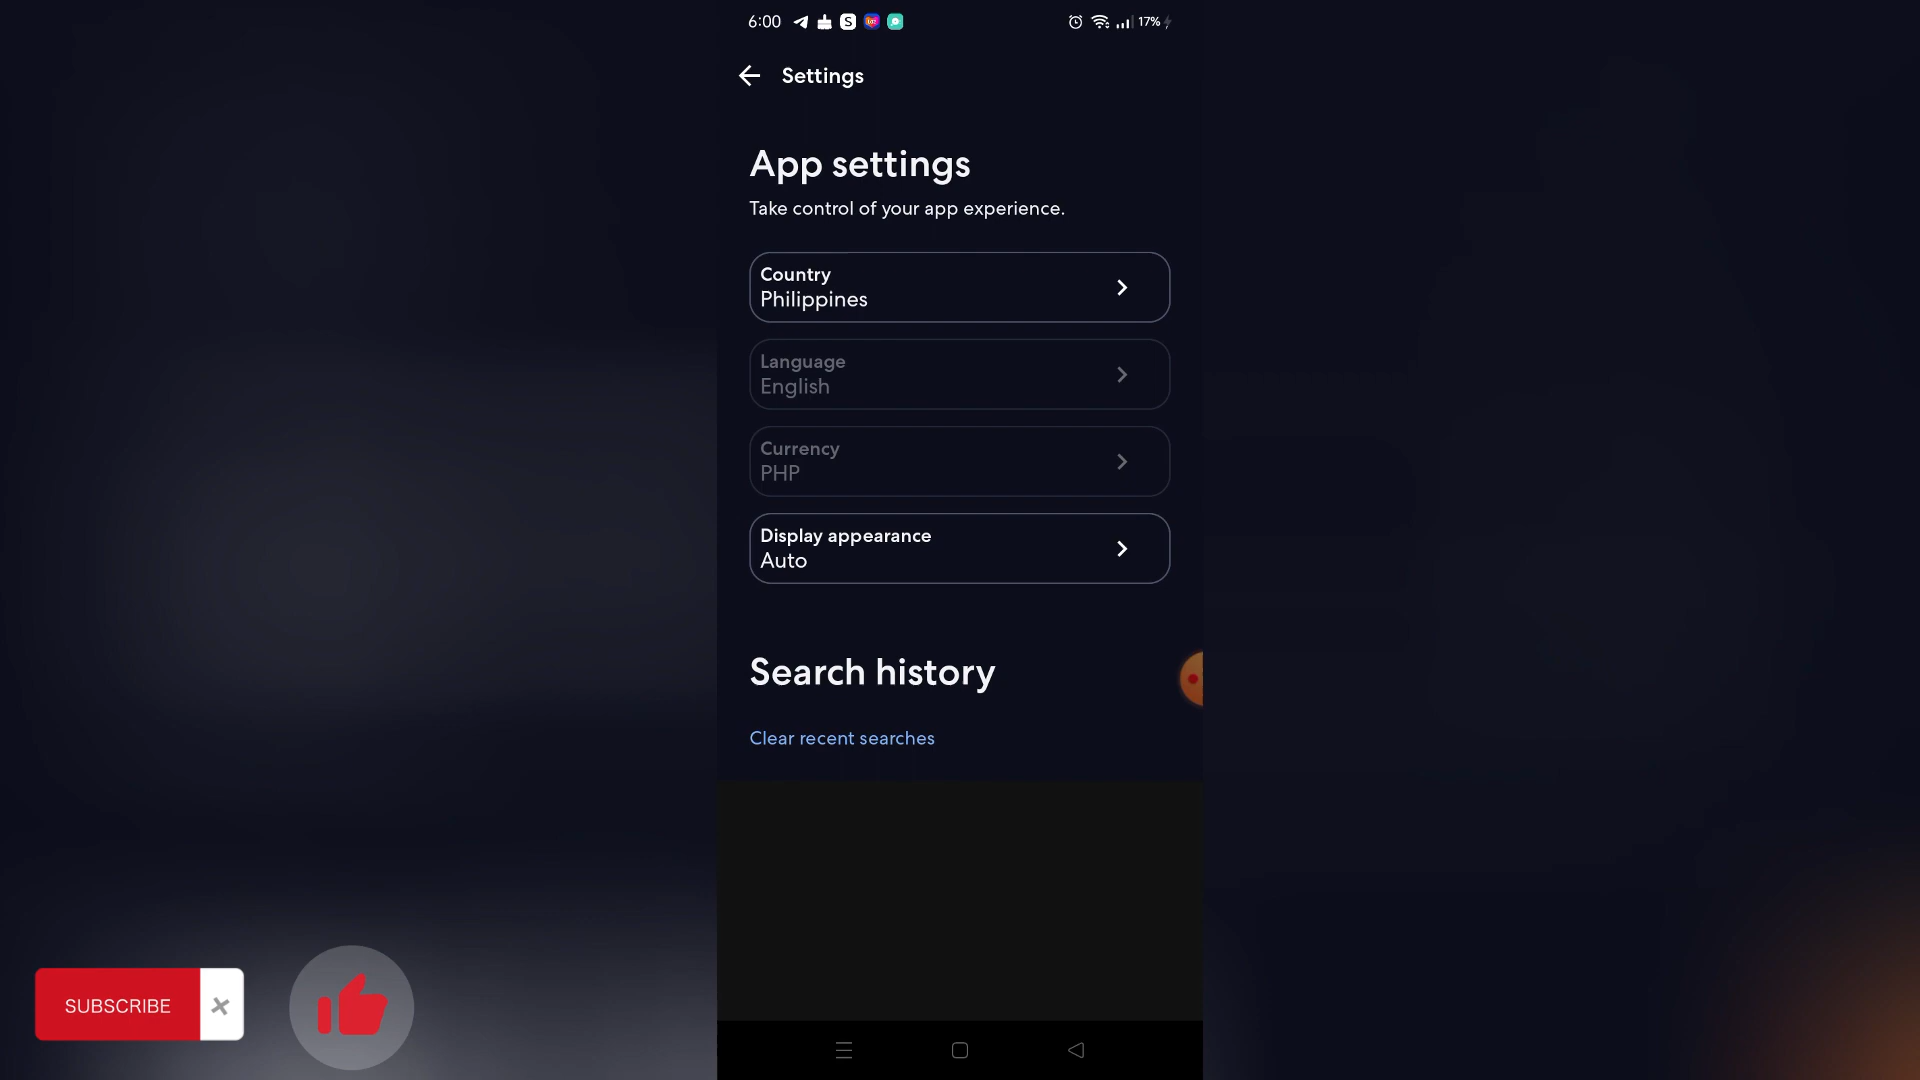 6:00
S
17%
Settings
App settings
Take control of your app experience.
Country
Philippines
Language
English
Currency
PHP
Display appearance
Auto
Search history
Clear recent searches
SUBSCRIBE